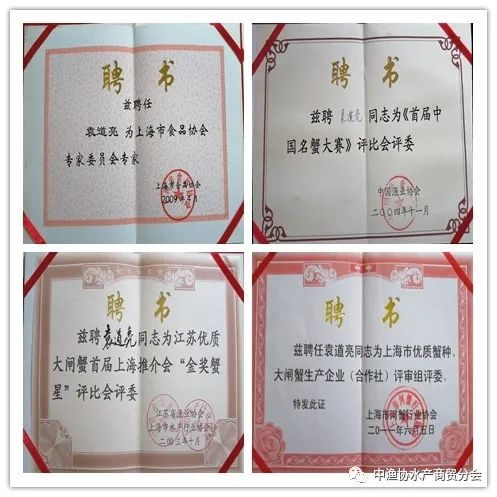 聘书
兹聘任
袁道亮 为上海市食品协会
专家委员会专家
上海市食品协会
聘书
兹聘 袁道亮 同志为《首届中
国名蟹大赛》评比会评委
中国渔业协会
二〇〇四年十一月
聘书
兹聘袁道亮同志为江苏优质
大闸蟹首届上海推介会“金奖蟹
星”评比会评委
江苏省渔业协会
上海市水产行业协会
二〇〇三年十月
聘书
兹聘任袁道亮同志为上海市优质蟹种、
大闸蟹生产企业（合作社）评审组评委。
特发此证
上海市河蟹行业协会
二〇一一年六月五日
中渔协水产商贸分会